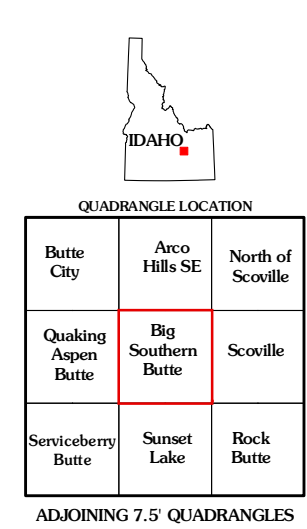 IDAHO
QUADRANGLE LOCATION
Butte
City
Arco
Hills SE
North of
Scoville
Quaking
Aspen
Butte
Big
Southern
Butte
Scoville
Serviceberry
Butte
Sunset
Lake
Rock
Butte
ADJOINING 7.5' QUADRANGLES